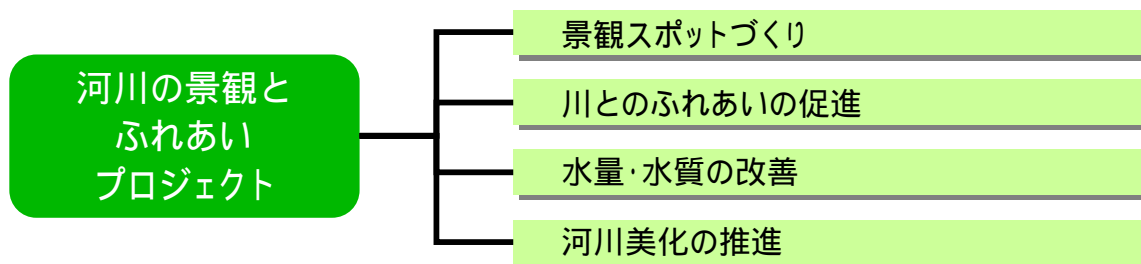 河川の景観と
ふれあい
プロジェクト
景観スポットづくり
川とのふれあいの促進
水量・水質の改善
河川美化の推進